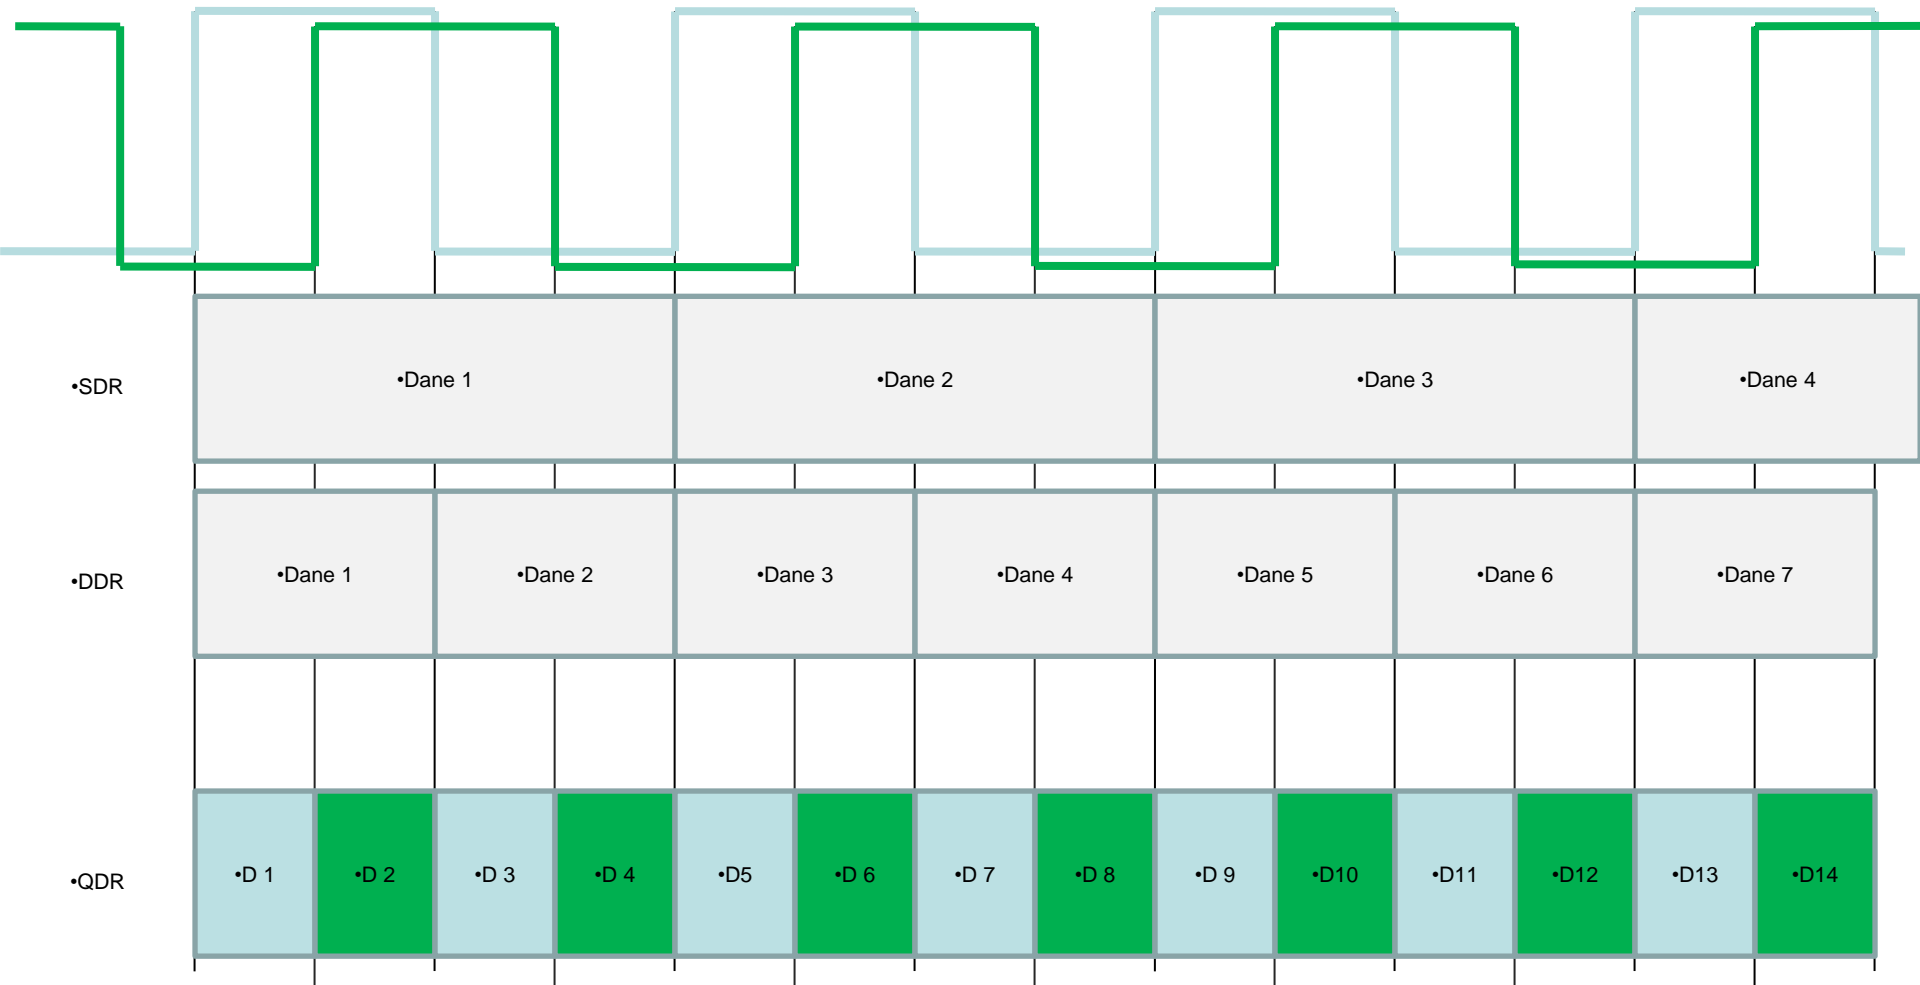 •SDR
•Dane 1
•Dane 2
•Dane 3
•Dane 4
•DDR
•Dane 1
•Dane 2
•Dane 3
•Dane 4
•Dane 5
•Dane 6
•Dane 7
•QDR
•D 1
•D 2
•D 3
•D 4
•D5
•D 6
•D 7
•D 8
•D 9
•D10
•D11
•D12
•D13
•D14